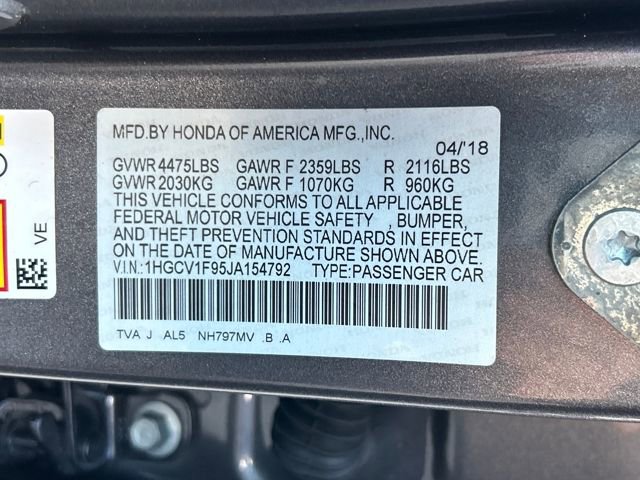 MFD.BY HONDA OF AMERICA MFG.,INC.
04/'18
GVWR 4475LBS GAWR F 2359LBS R 2116LBS
GVWR 2030KG GAWR F 1070KG R 960KG
THIS VEHICLE CONFORMS TO ALL APPLICABLE
FEDERAL MOTOR VEHICLE SAFETY , BUMPER,
AND THEFT PREVENTION STANDARDS IN EFFECT
ON THE DATE OF MANUFACTURE SHOWN ABOVE.
V.I.N.:1HGCV1F95JA154792 TYPE:PASSENGER CAR
TVA J AL5 NH797MV .B .A
VE